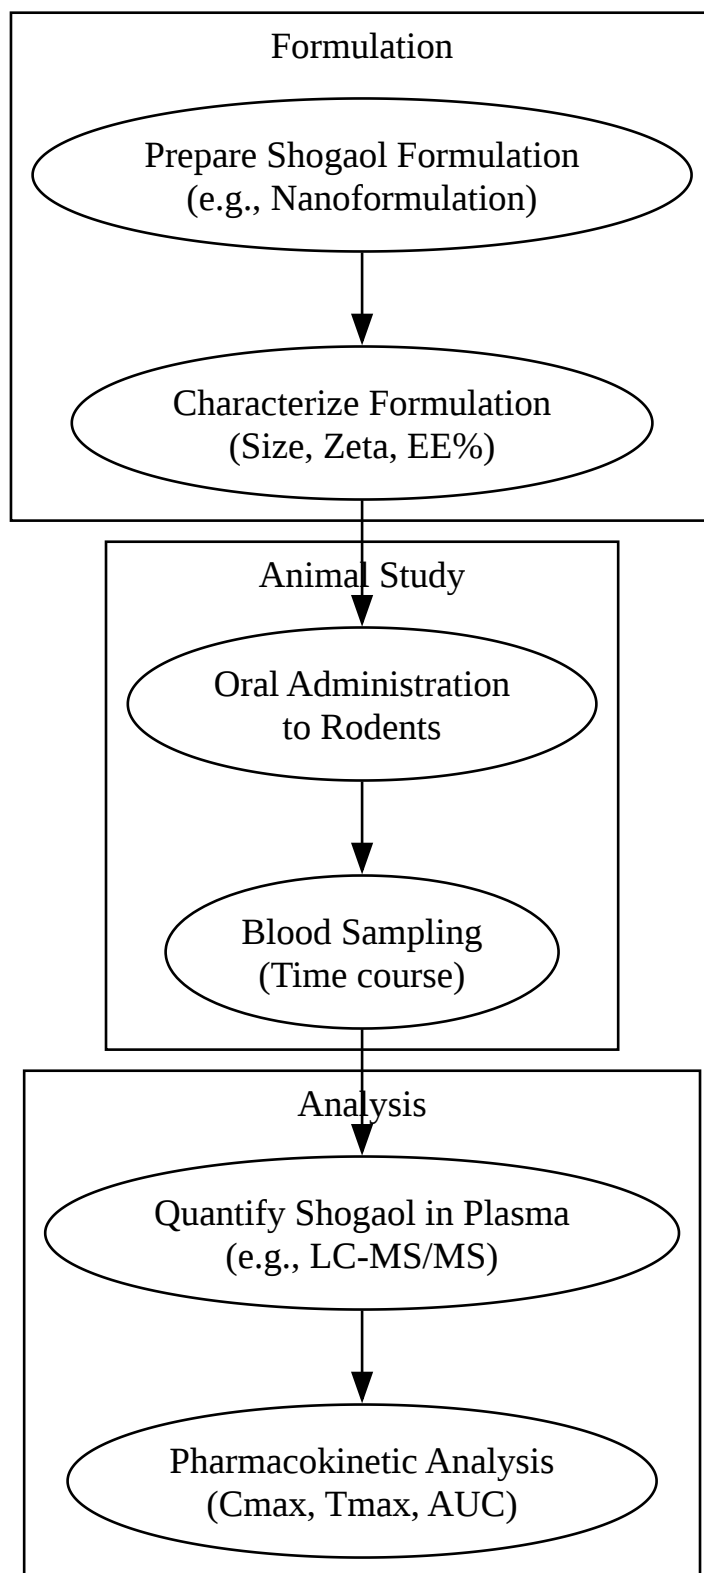 Formulation
Prepare Shogaol Formulation
(e.g., Nanoformulation)
Characterize Formulation
(Size, Zeta, EE%)
Animal Study
Oral Administration
to Rodents
Blood Sampling
(Time course)
Analysis
Quantify Shogaol in Plasma
(e.g., LC-MS/MS)
Pharmacokinetic Analysis
(Cmax, Tmax, AUC)